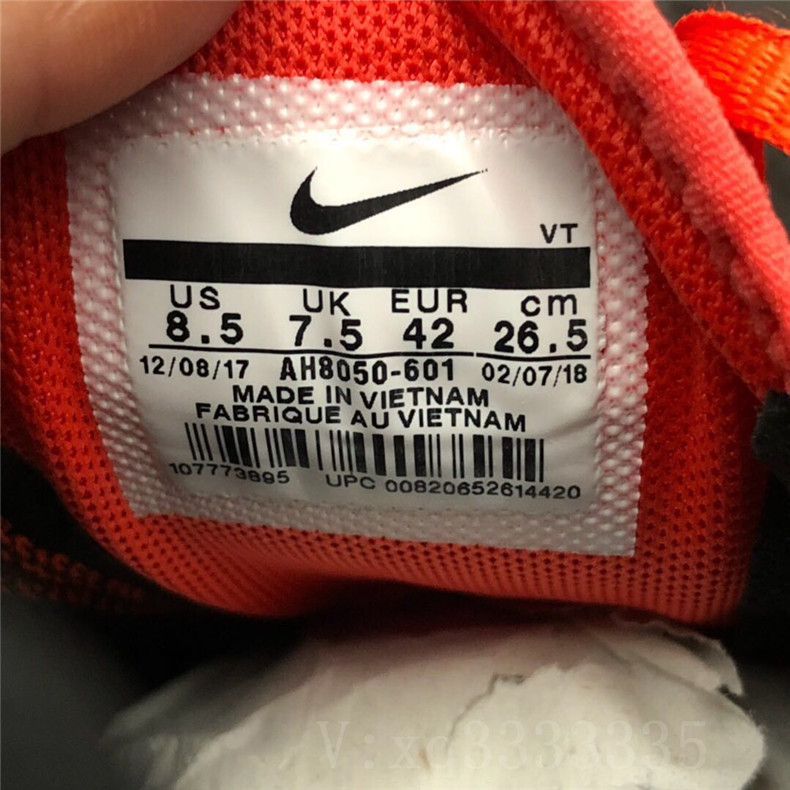 VT
US UK EUR cm
8.5 7.5 42 26.5
12/08/17 AH8050-601 02/07/18
MADE IN VIETNAM
FABRIQUE AU VIETNAM
107773895 UPC 00820652614420
V:xc3333335